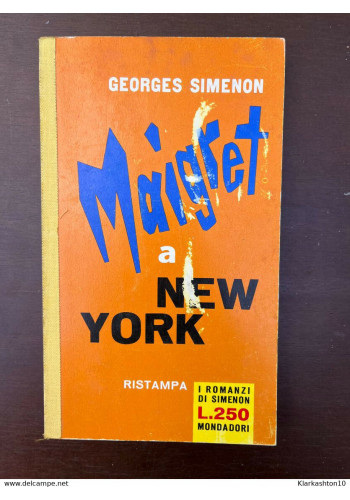 GEORGES SIMENON
Maigret
a
NEW
YORK
RISTAMPA
I ROMANZI
DI SIMENON
L.250
MONDADORI
www.delcampe.net
Klarkashton10